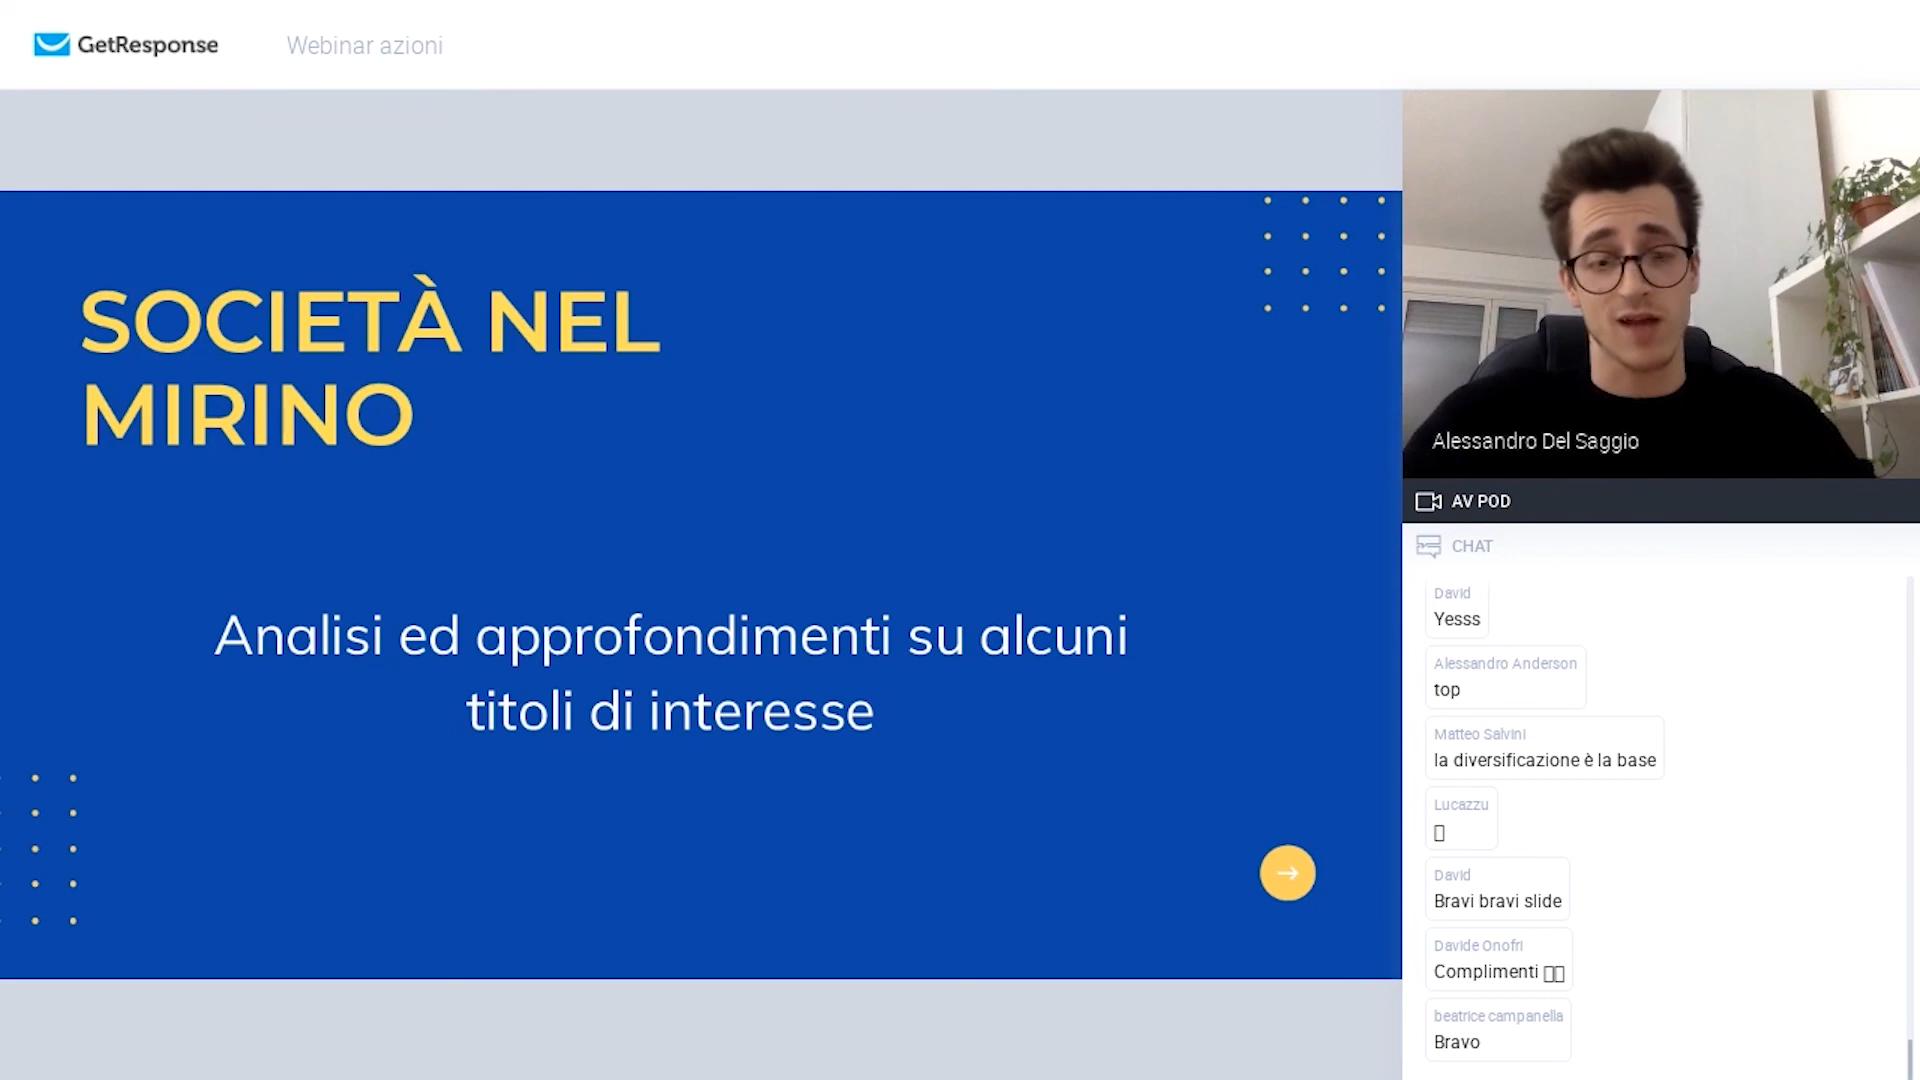 GetResponse
Webinar azioni
SOCIETÀ NEL
MIRINO
Analisi ed approfondimenti su alcuni
titoli di interesse
Alessandro Del Saggio
AV POD
CHAT
David
Yesss
Alessandro Anderson
top
Matteo Salvini
la diversificazione è la base
Lucazzu
David
Bravi bravi slide
Davide Onofri
Complimenti
beatrice campanella
Bravo